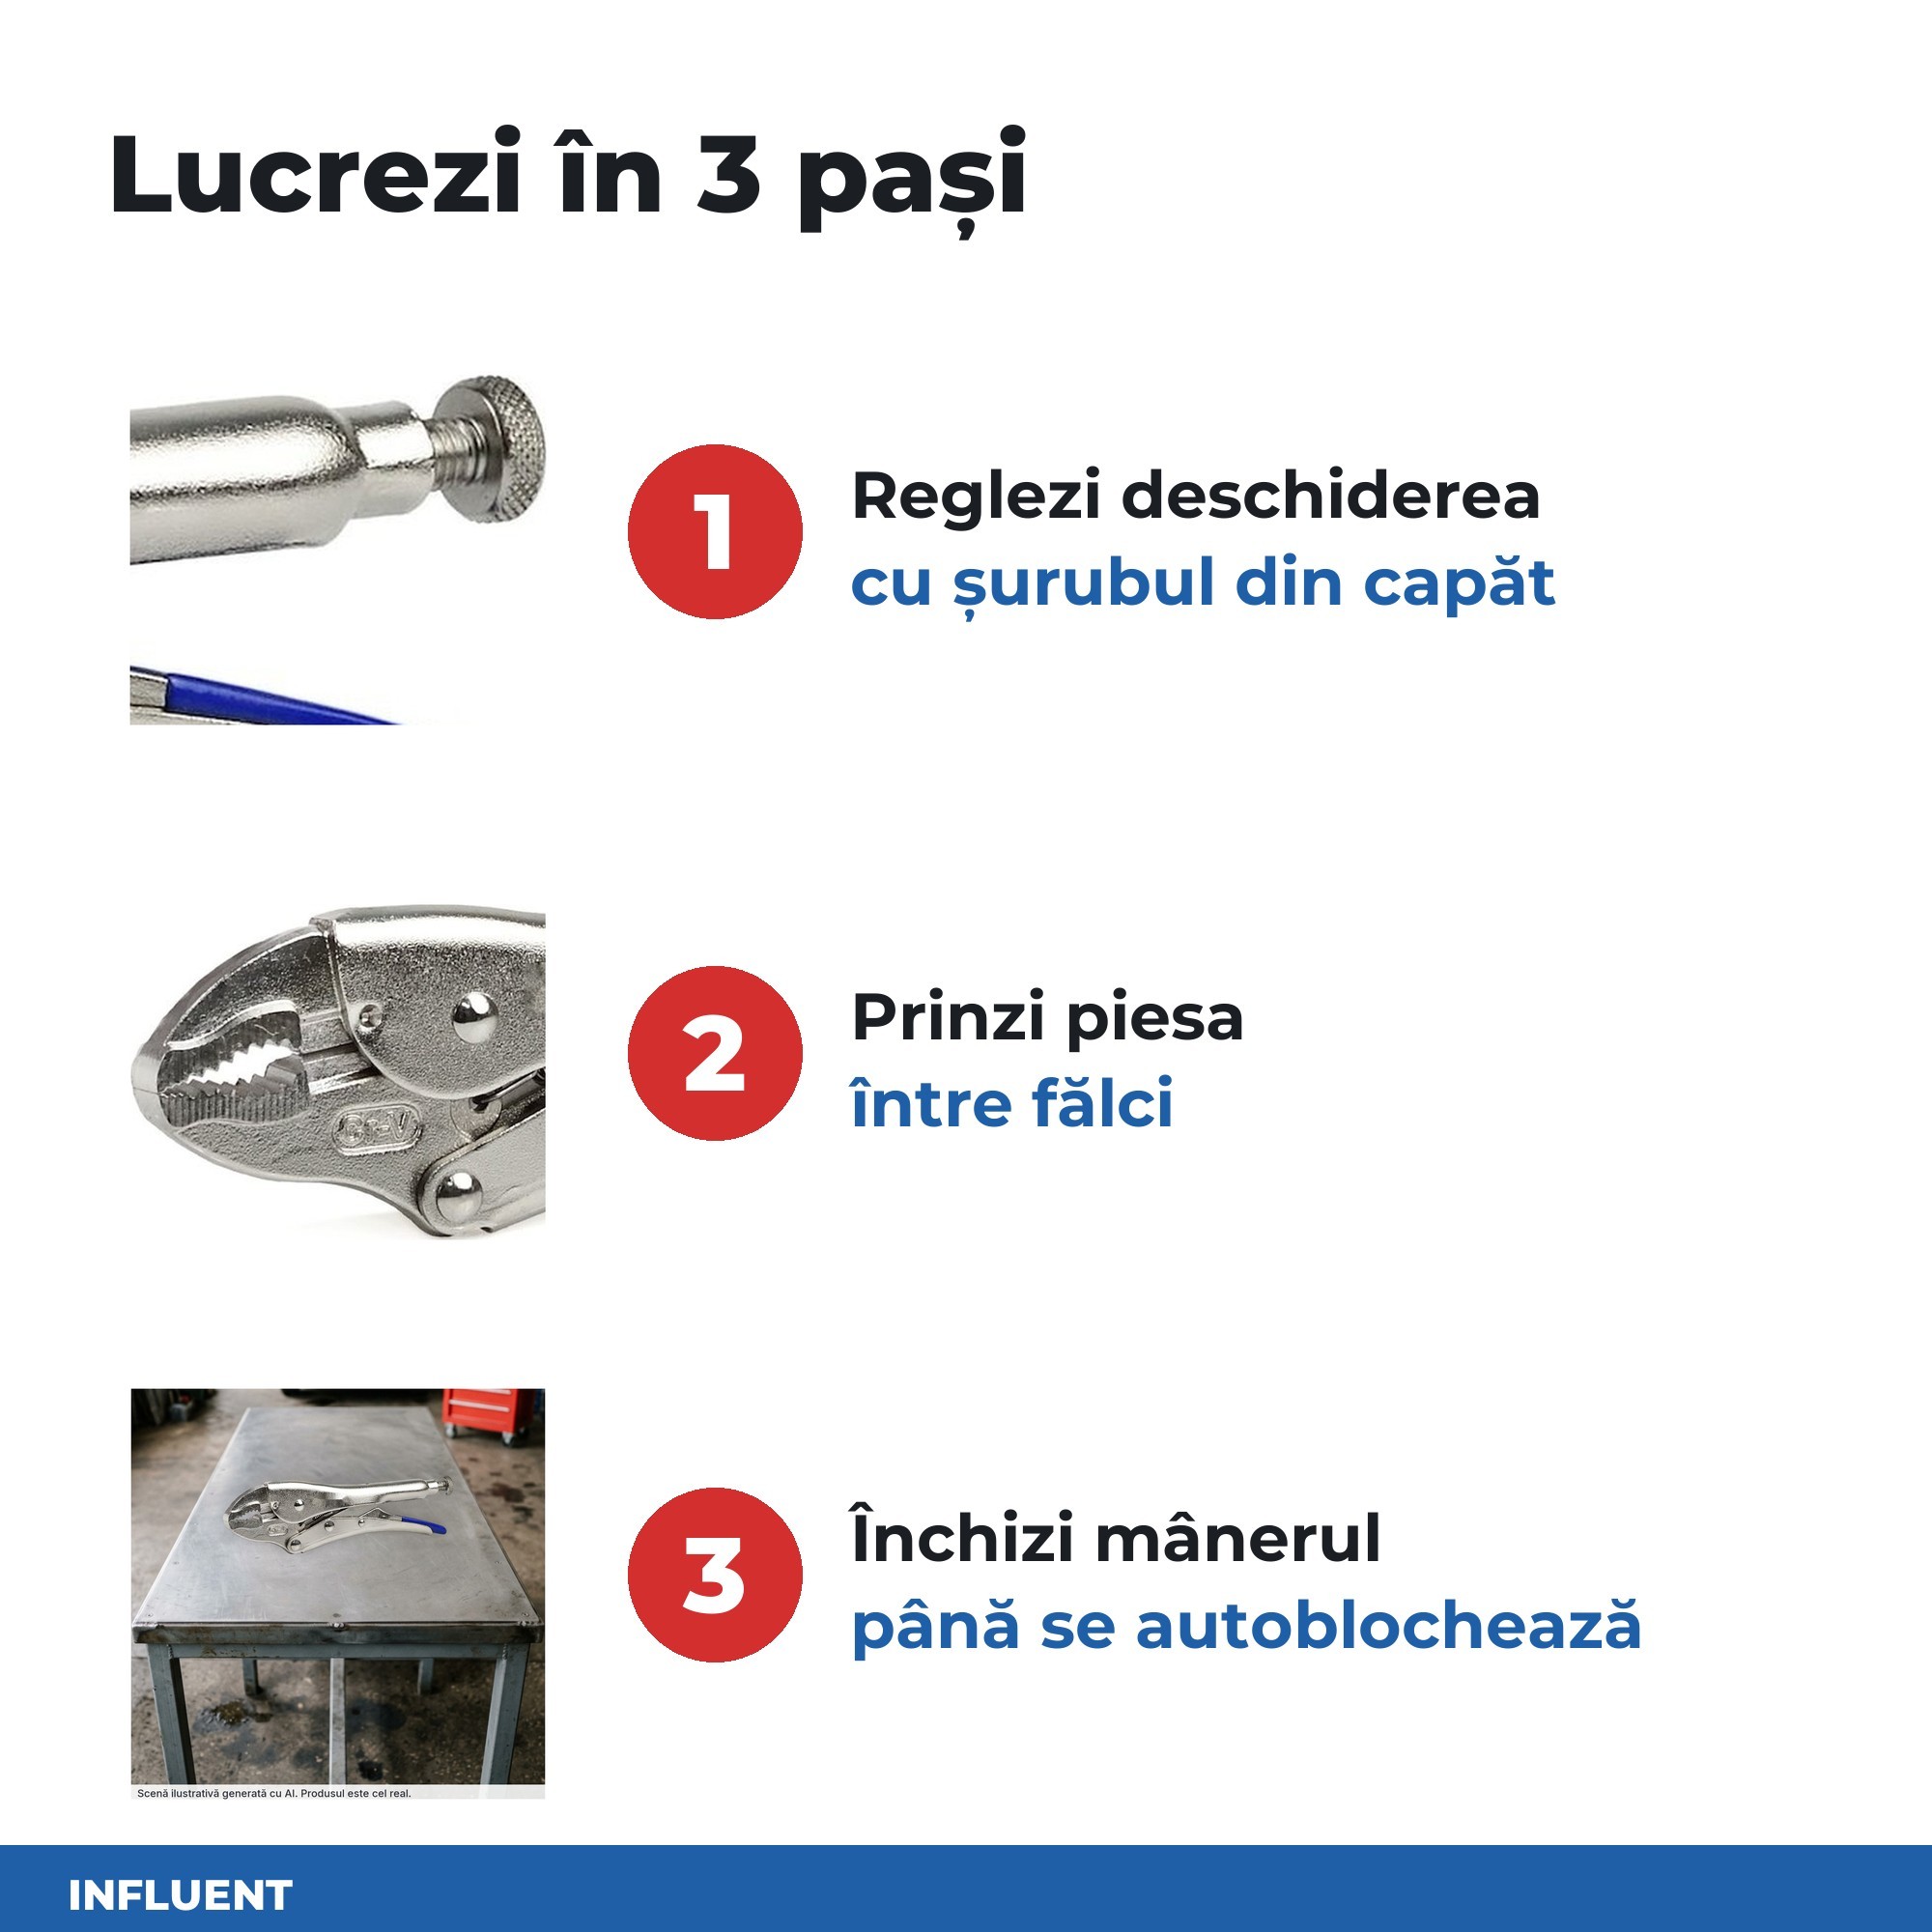 Lucrezi în 3 pași
1
Reglezi deschiderea
cu șurubul din capăt
2
Prinzi piesa
între fălci
Cr-V
3
Închizi mânerul
până se autoblochează
Scenă ilustrativă generată cu AI. Produsul este cel real.
INFLUENT